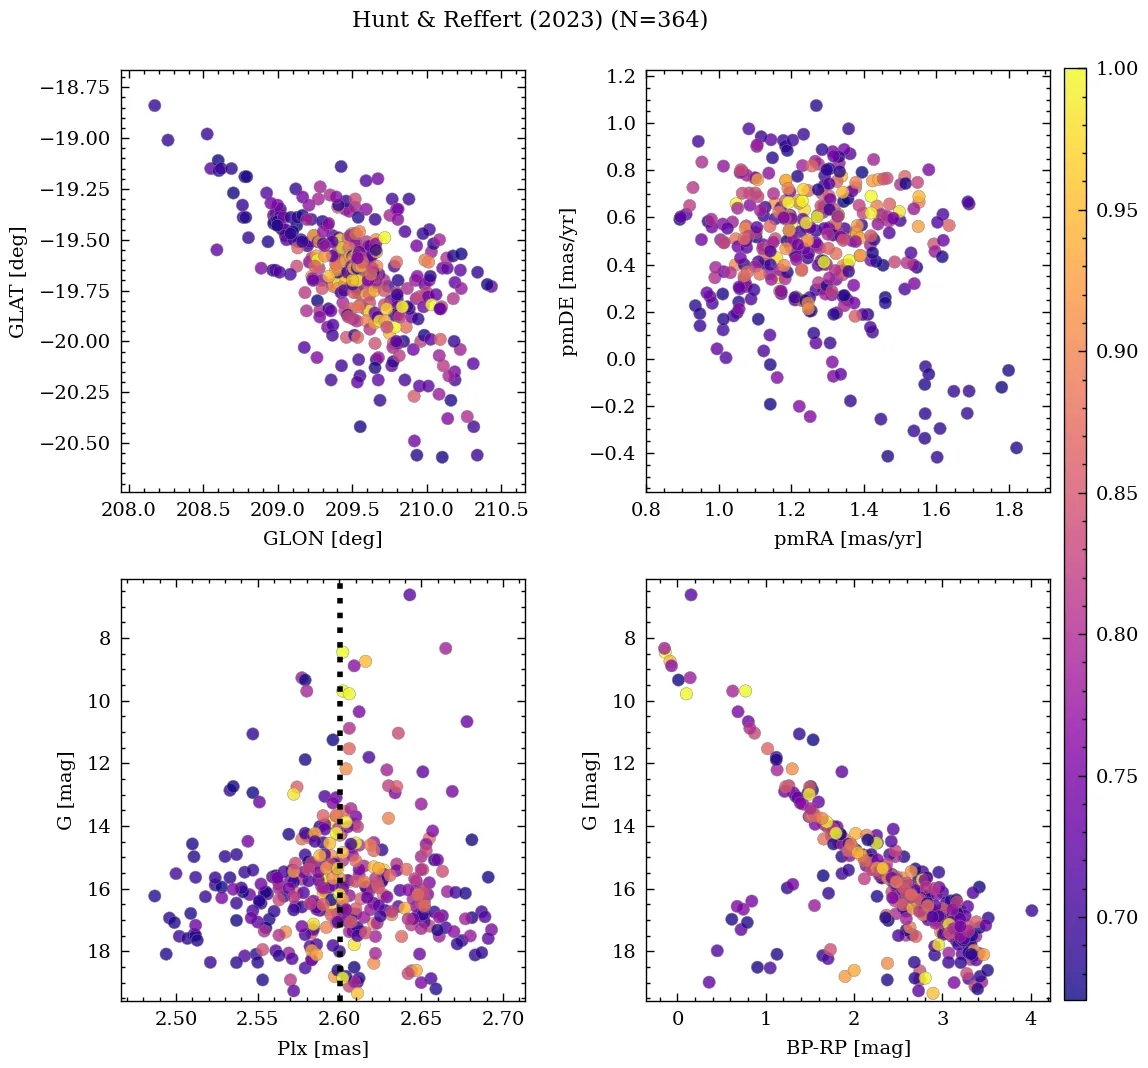 Hunt & Reffert (2023) (N=364)
−18.75
−19.00
−19.25
−19.50
−19.75
−20.00
−20.25
−20.50
GLAT [deg]
208.0 208.5 209.0 209.5 210.0 210.5
GLON [deg]
1.2
1.0
0.8
0.6
0.4
0.2
0.0
−0.2
−0.4
pmDE [mas/yr]
0.8 1.0 1.2 1.4 1.6 1.8
pmRA [mas/yr]
8
10
12
14
16
18
G [mag]
2.50 2.55 2.60 2.65 2.70
Plx [mas]
8
10
12
14
16
18
G [mag]
0 1 2 3 4
BP-RP [mag]
1.00
0.95
0.90
0.85
0.80
0.75
0.70